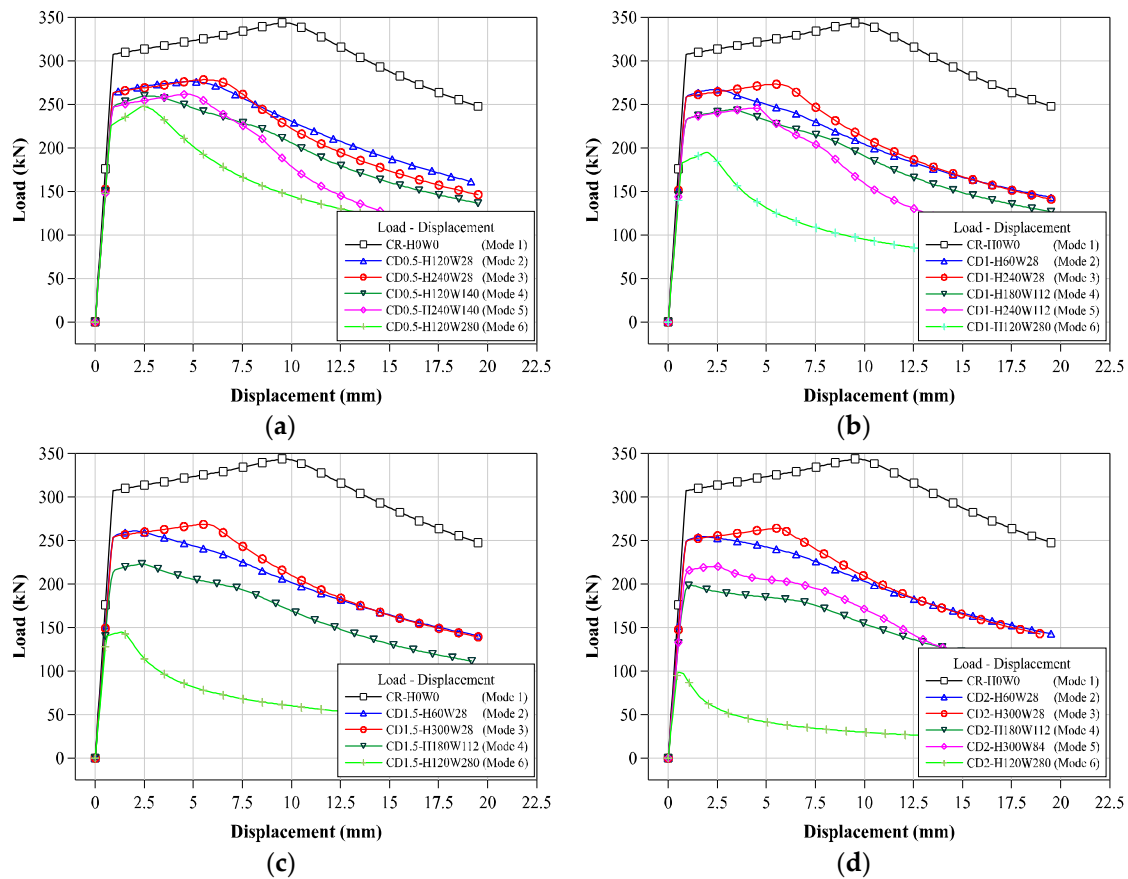 350
300
250
200
150
100
50
0
Load (kN)
Load - Displacement
CR-H0W0 (Mode 1)
CD0.5-H120W28 (Mode 2)
CD0.5-H240W28 (Mode 3)
CD0.5-H120W140 (Mode 4)
CD0.5-H240W140 (Mode 5)
CD0.5-H120W280 (Mode 6)
0 2.5 5 7.5 10 12.5 15 17.5 20 22.5
Displacement (mm)
(a)
350
300
250
200
150
100
50
0
Load (kN)
Load - Displacement
CR-H0W0 (Mode 1)
CD1-H60W28 (Mode 2)
CD1-H240W28 (Mode 3)
CD1-H180W112 (Mode 4)
CD1-H240W112 (Mode 5)
CD1-H120W280 (Mode 6)
0 2.5 5 7.5 10 12.5 15 17.5 20 22.5
Displacement (mm)
(b)
350
300
250
200
150
100
50
0
Load (kN)
Load - Displacement
CR-H0W0 (Mode 1)
CD1.5-H60W28 (Mode 2)
CD1.5-H300W28 (Mode 3)
CD1.5-H180W112 (Mode 4)
CD1.5-H120W280 (Mode 6)
0 2.5 5 7.5 10 12.5 15 17.5 20 22.5
Displacement (mm)
(c)
350
300
250
200
150
100
50
0
Load (kN)
Load - Displacement
CR-H0W0 (Mode 1)
CD2-H60W28 (Mode 2)
CD2-H300W28 (Mode 3)
CD2-H180W112 (Mode 4)
CD2-H300W84 (Mode 5)
CD2-H120W280 (Mode 6)
0 2.5 5 7.5 10 12.5 15 17.5 20 22.5
Displacement (mm)
(d)